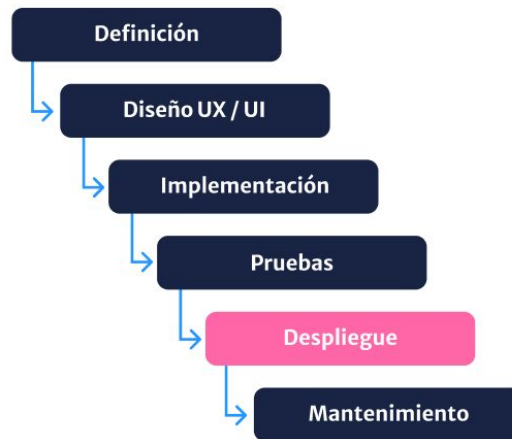 Definición
Diseño UX / UI
Implementación
Pruebas
Despliegue
Mantenimiento